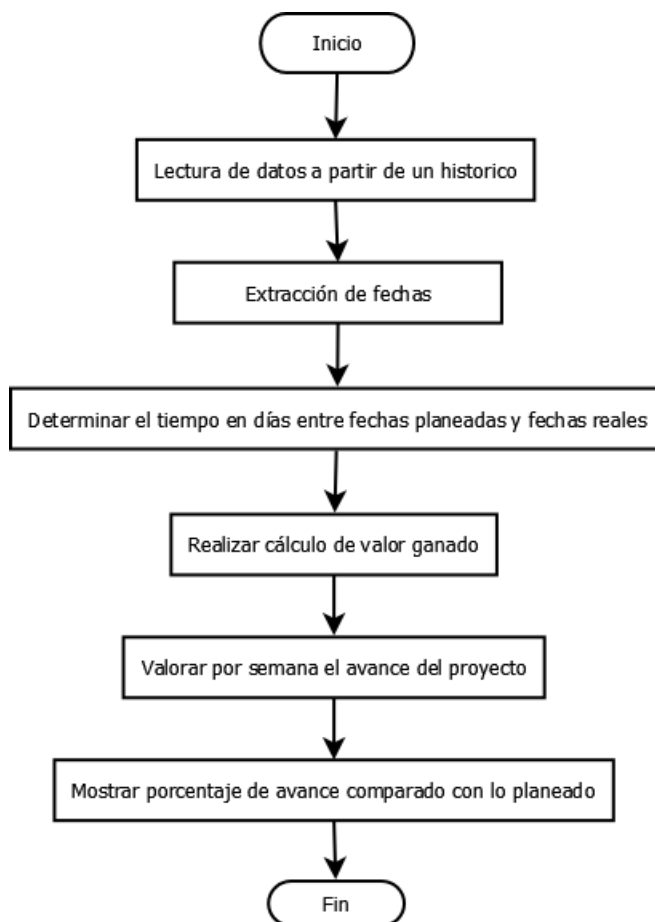 Inicio
Lectura de datos a partir de un historico
Extracción de fechas
Determinar el tiempo en días entre fechas planeadas y fechas reales
Realizar cálculo de valor ganado
Valorar por semana el avance del proyecto
Mostrar porcentaje de avance comparado con lo planeado
Fin